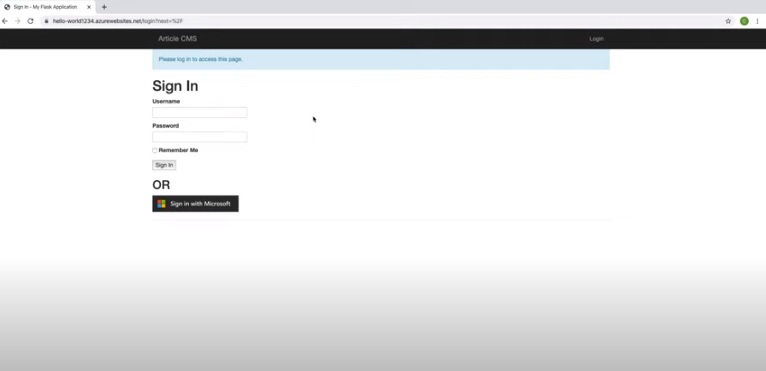 Sign In - My Flask Application
hello-world1234.azurewebsites.net/login?next=%2F
Article CMS
Login
Please log in to access this page.
Sign In
Username
Password
Remember Me
Sign In
OR
Sign in with Microsoft